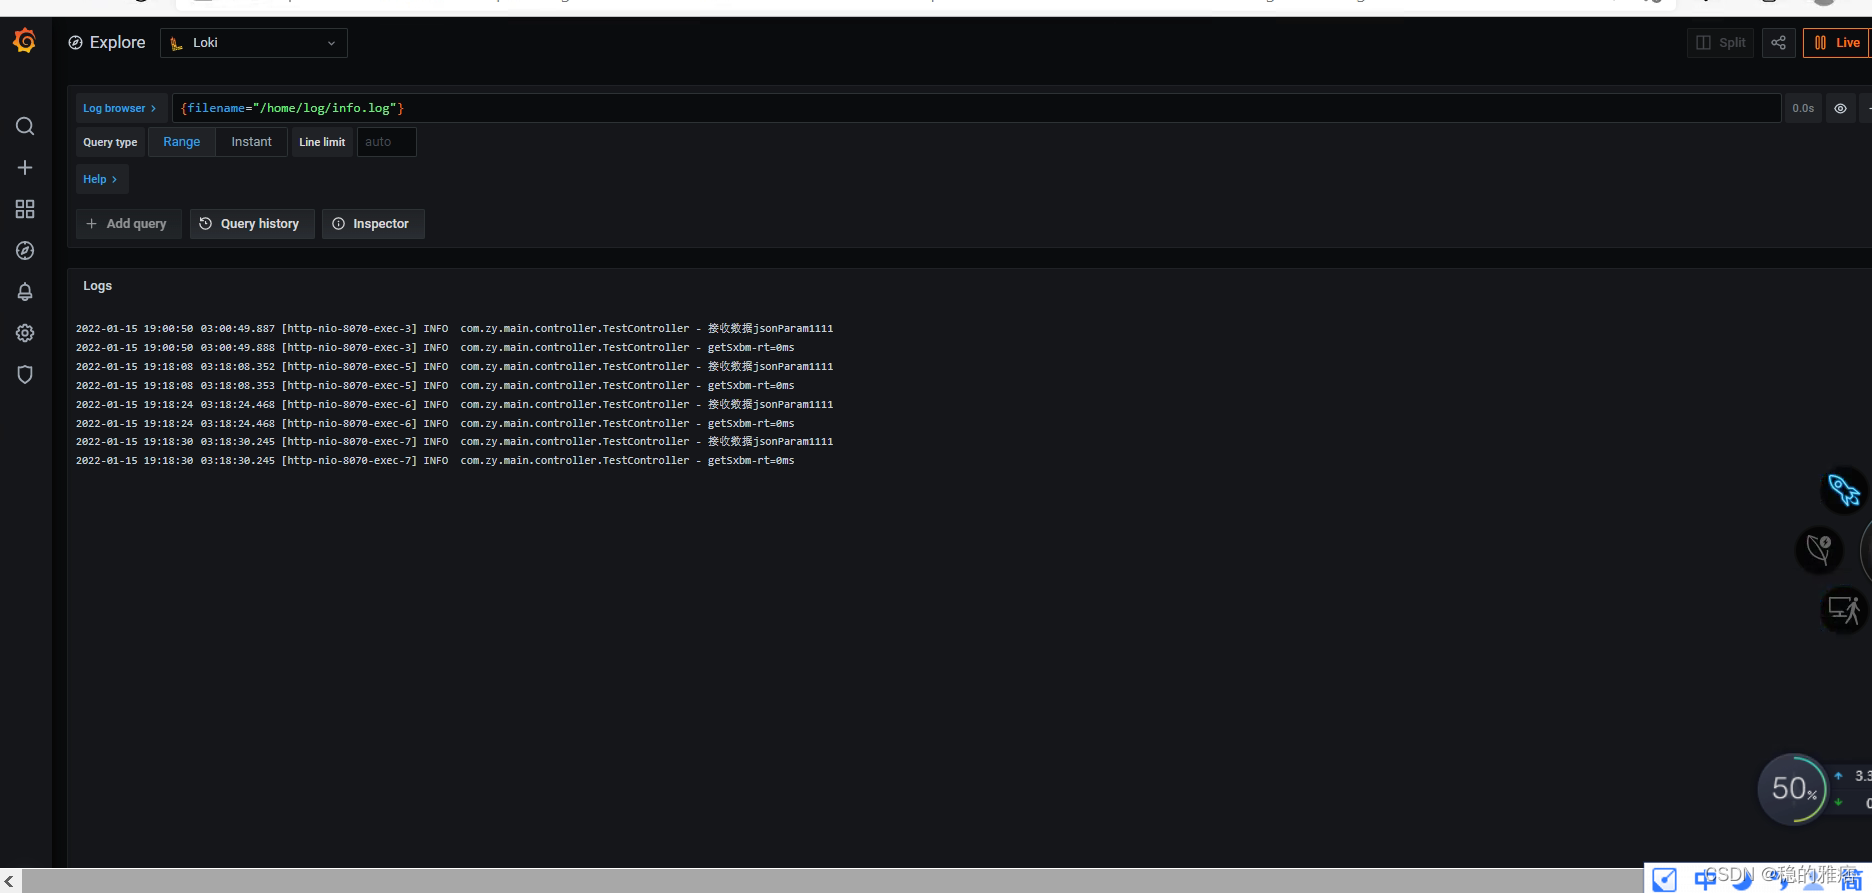 Explore
Loki
Split
Live
Log browser >
{filename="/home/log/info.log"}
0.0s
Query type
Range
Instant
Line limit
auto
Help >
+ Add query
Query history
Inspector
Logs
2022-01-15 19:00:50 03:00:49.887 [http-nio-8070-exec-3] INFO  com.zy.main.controller.TestController - 接收数据jsonParam1111
2022-01-15 19:00:50 03:00:49.888 [http-nio-8070-exec-3] INFO  com.zy.main.controller.TestController - getSxbm-rt=0ms
2022-01-15 19:18:08 03:18:08.352 [http-nio-8070-exec-5] INFO  com.zy.main.controller.TestController - 接收数据jsonParam1111
2022-01-15 19:18:08 03:18:08.353 [http-nio-8070-exec-5] INFO  com.zy.main.controller.TestController - getSxbm-rt=0ms
2022-01-15 19:18:24 03:18:24.468 [http-nio-8070-exec-6] INFO  com.zy.main.controller.TestController - 接收数据jsonParam1111
2022-01-15 19:18:24 03:18:24.468 [http-nio-8070-exec-6] INFO  com.zy.main.controller.TestController - getSxbm-rt=0ms
2022-01-15 19:18:30 03:18:30.245 [http-nio-8070-exec-7] INFO  com.zy.main.controller.TestController - 接收数据jsonParam1111
2022-01-15 19:18:30 03:18:30.245 [http-nio-8070-exec-7] INFO  com.zy.main.controller.TestController - getSxbm-rt=0ms
50%
3.3
0
中
简
CSDN @稳的雅痞